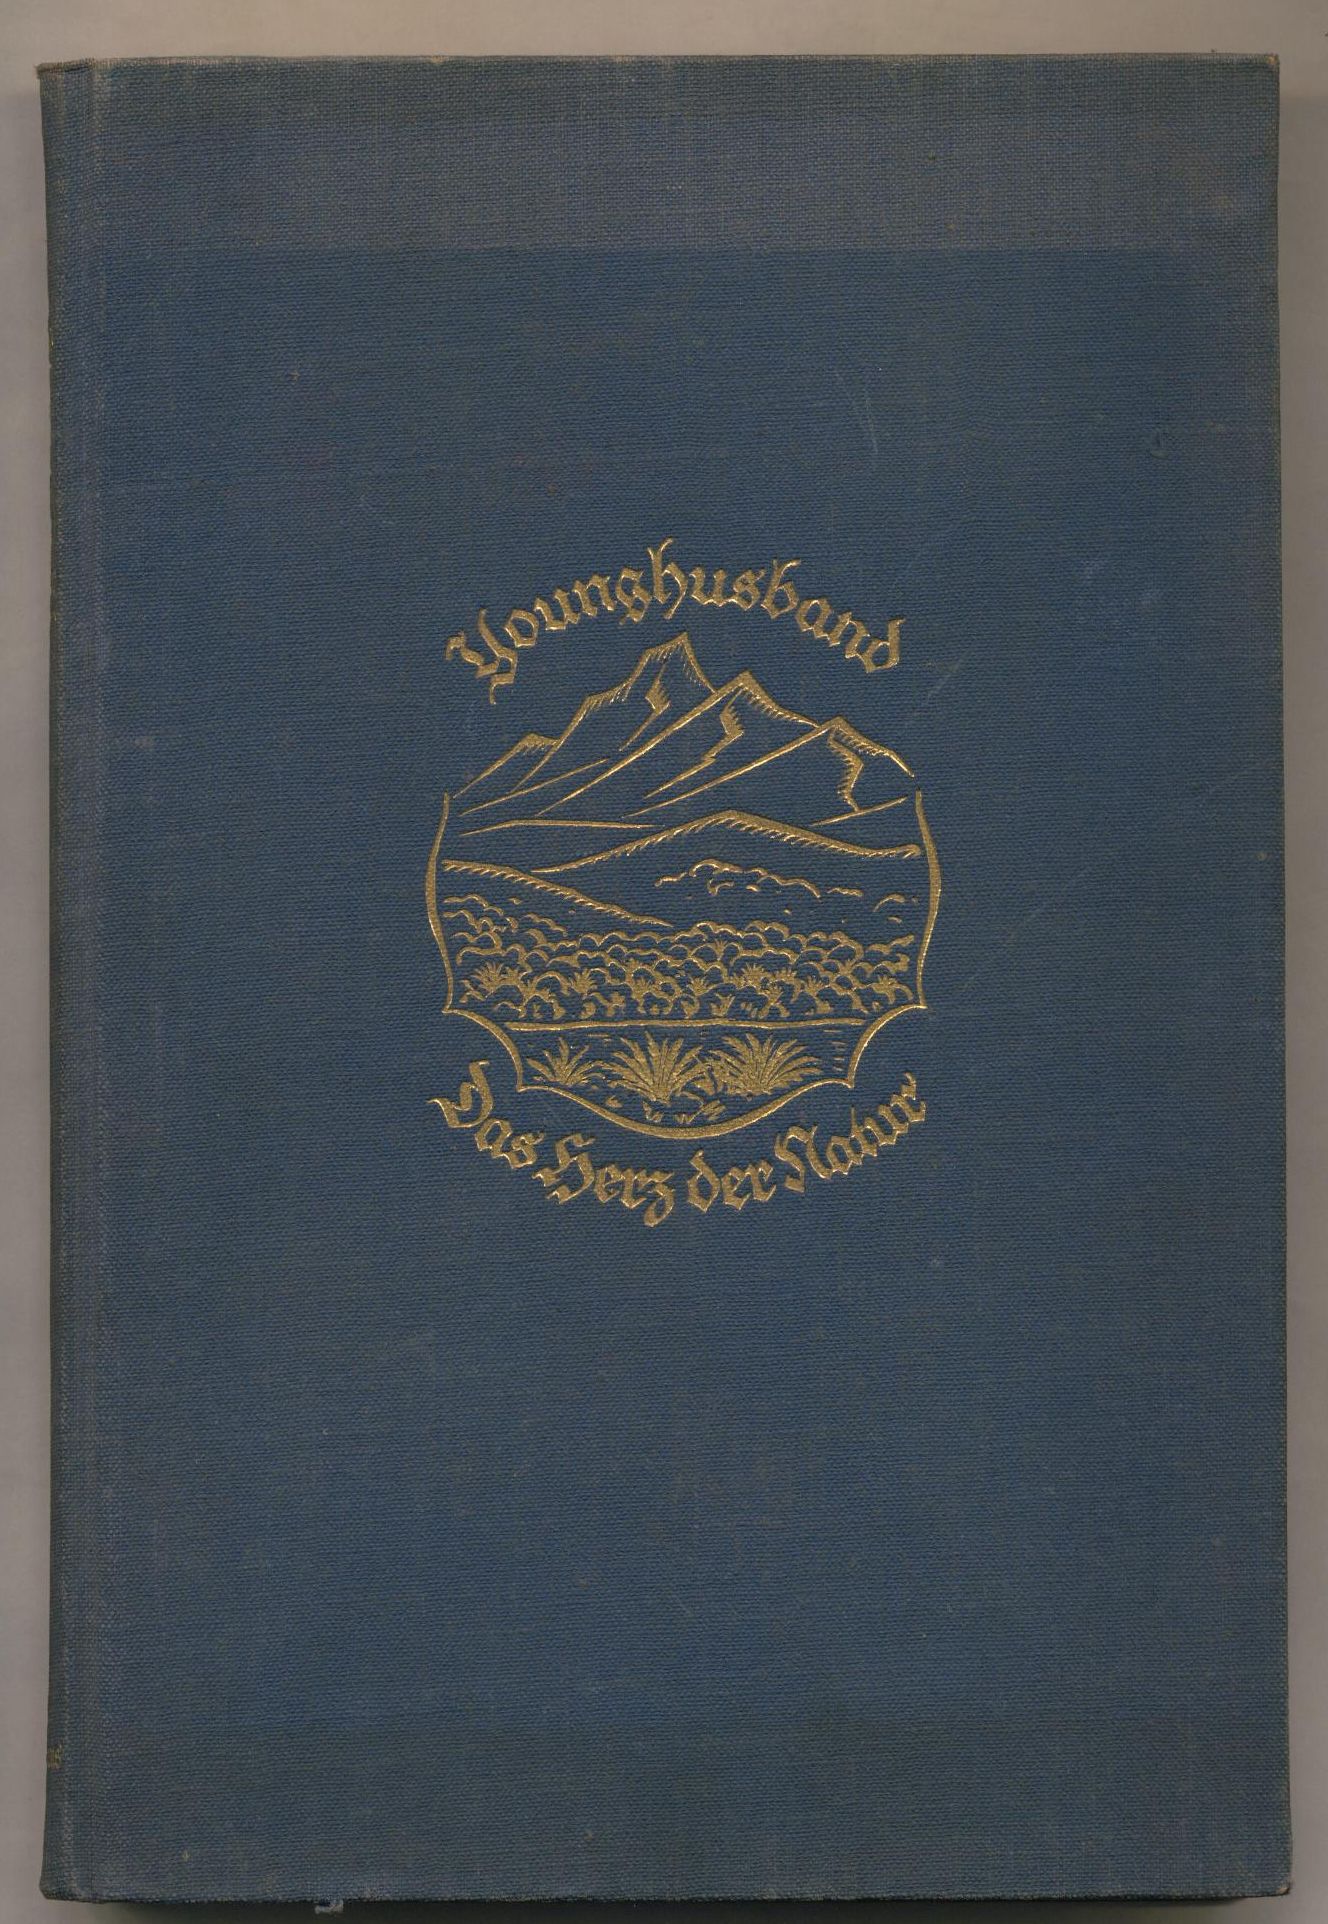 Younghusband
Das Herz der Natur